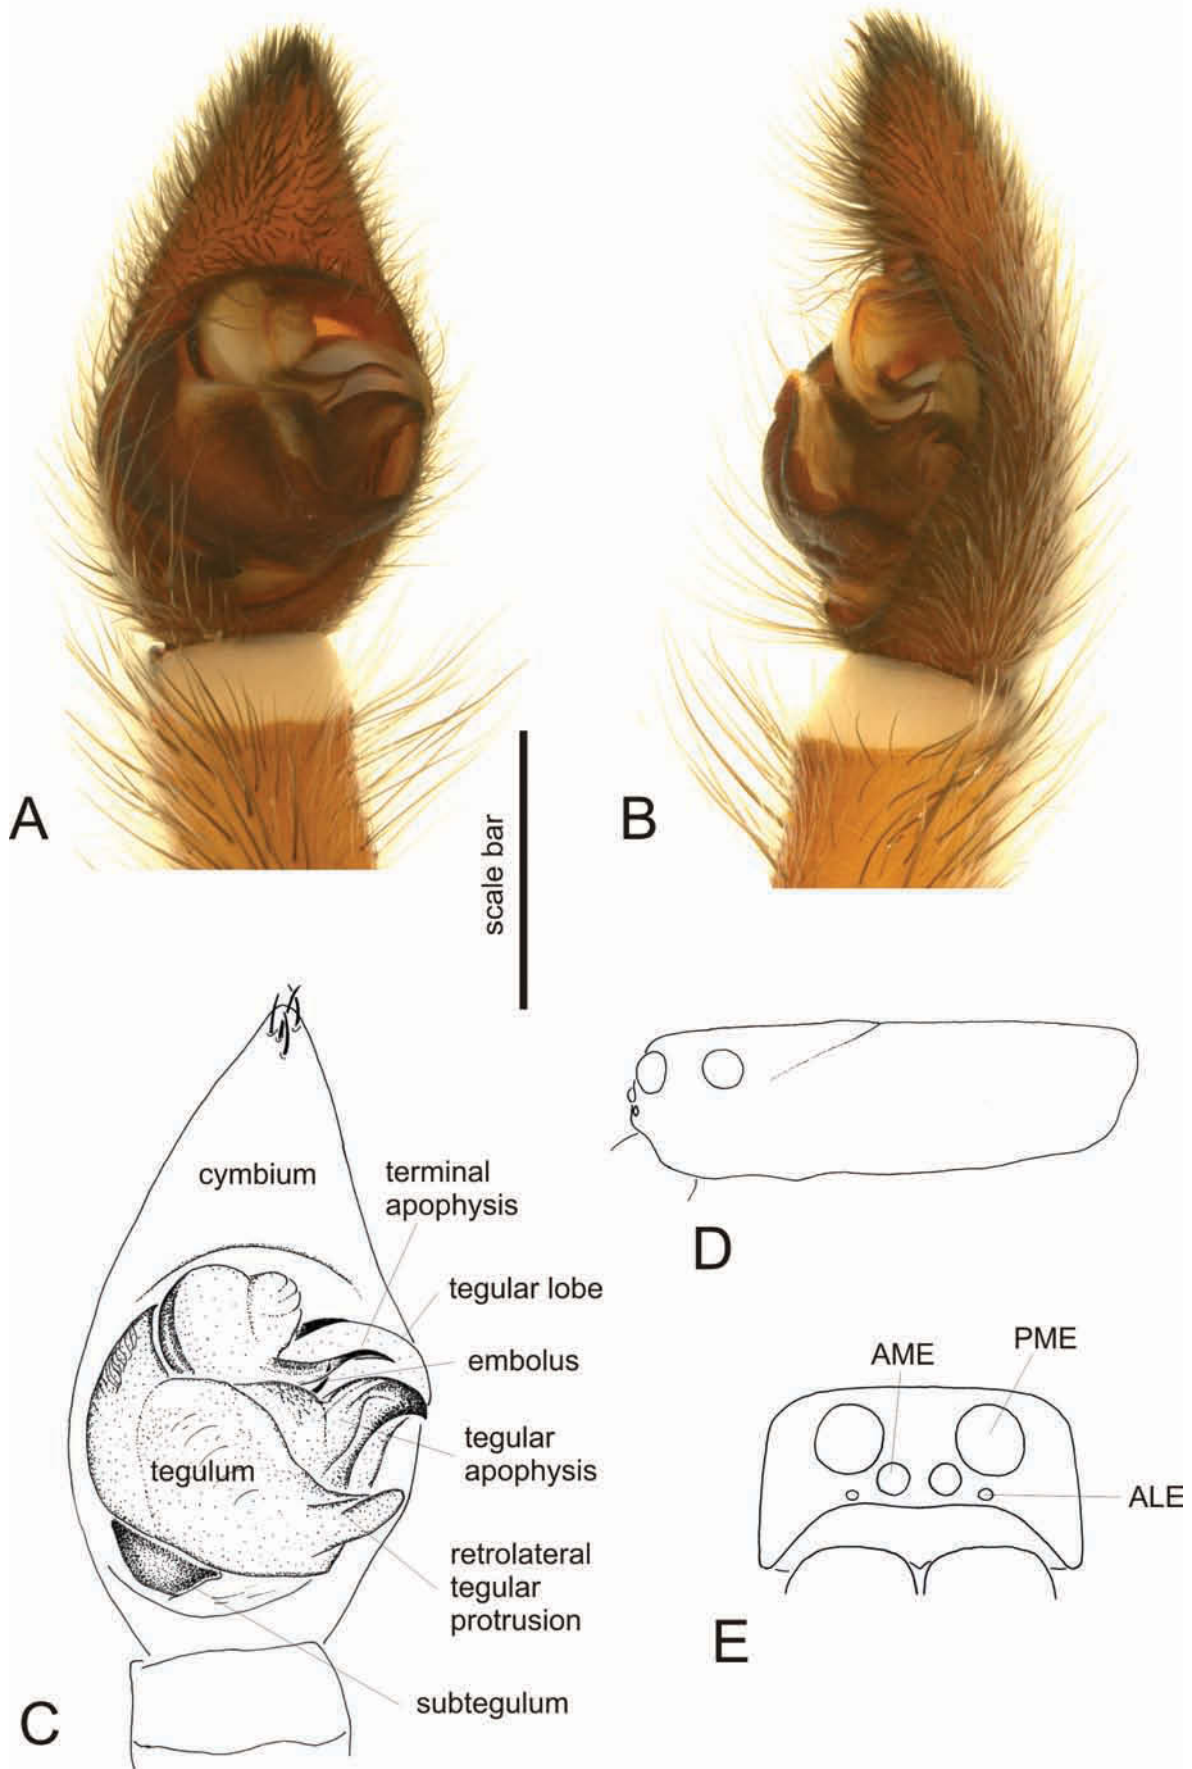 A
B
scale bar
cymbium
terminal
apophysis
tegular lobe
embolus
tegular
apophysis
tegulum
retrolateral
tegular
protrusion
subtegulum
C
D
AME
PME
ALE
E